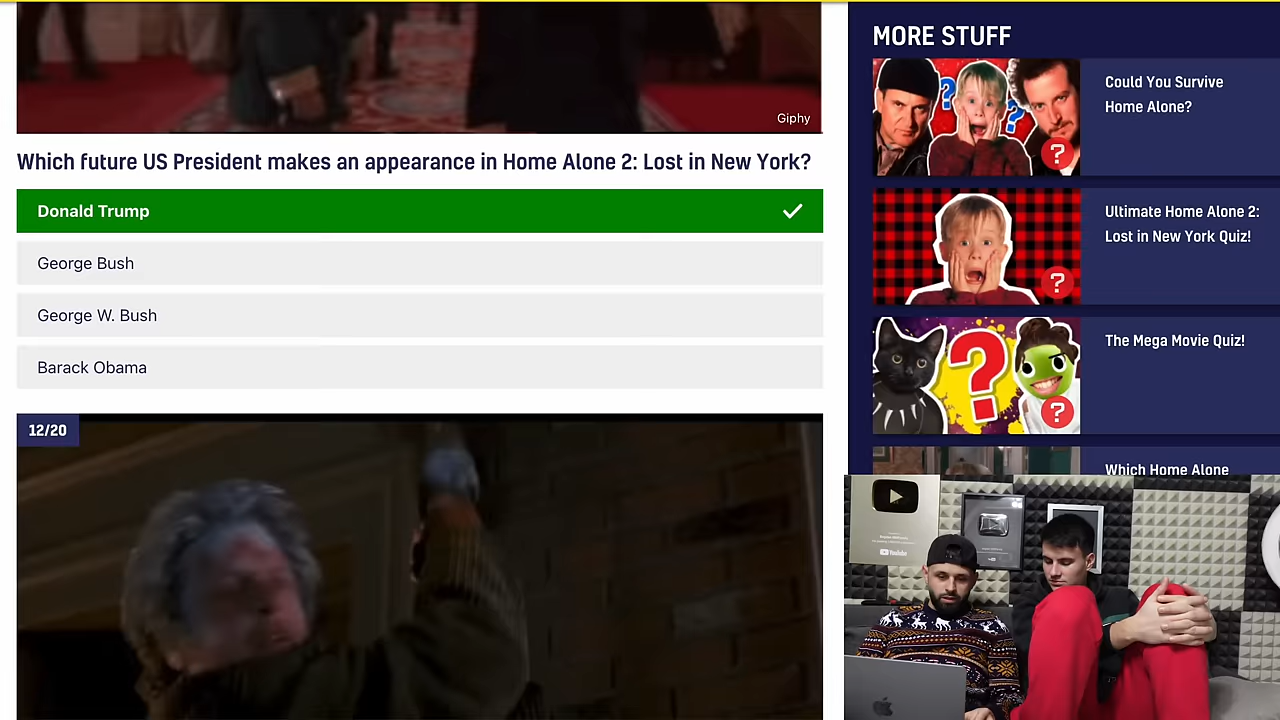 Giphy
Which future US President makes an appearance in Home Alone 2: Lost in New York?
Donald Trump
George Bush
George W. Bush
Barack Obama
12/20
MORE STUFF
Could You Survive
Home Alone?
?
Ultimate Home Alone 2:
Lost in New York Quiz!
?
The Mega Movie Quiz!
?
Which Home Alone
YouTube